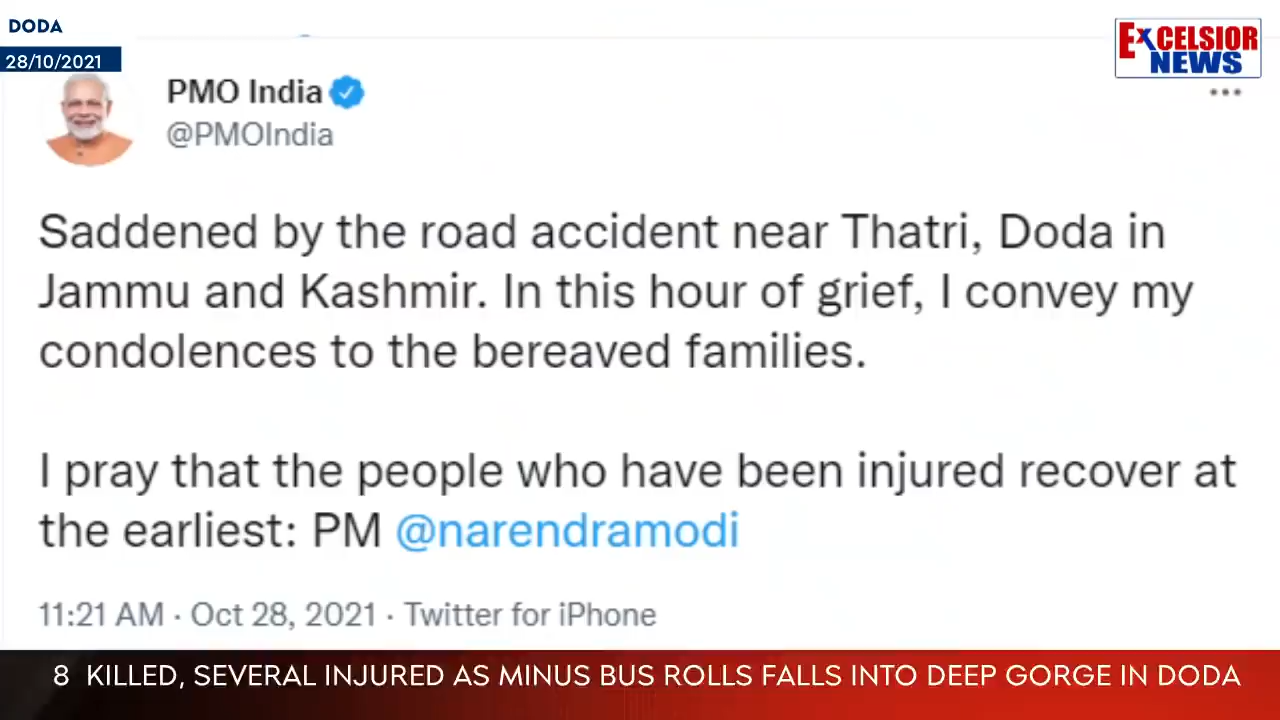 DODA
28/10/2021
EXCELSIOR
NEWS
PMO India
@PMOIndia
Saddened by the road accident near Thatri, Doda in
Jammu and Kashmir. In this hour of grief, I convey my
condolences to the bereaved families.
I pray that the people who have been injured recover at
the earliest: PM @narendramodi
11:21 AM · Oct 28, 2021 · Twitter for iPhone
8 KILLED, SEVERAL INJURED AS MINUS BUS ROLLS FALLS INTO DEEP GORGE IN DODA